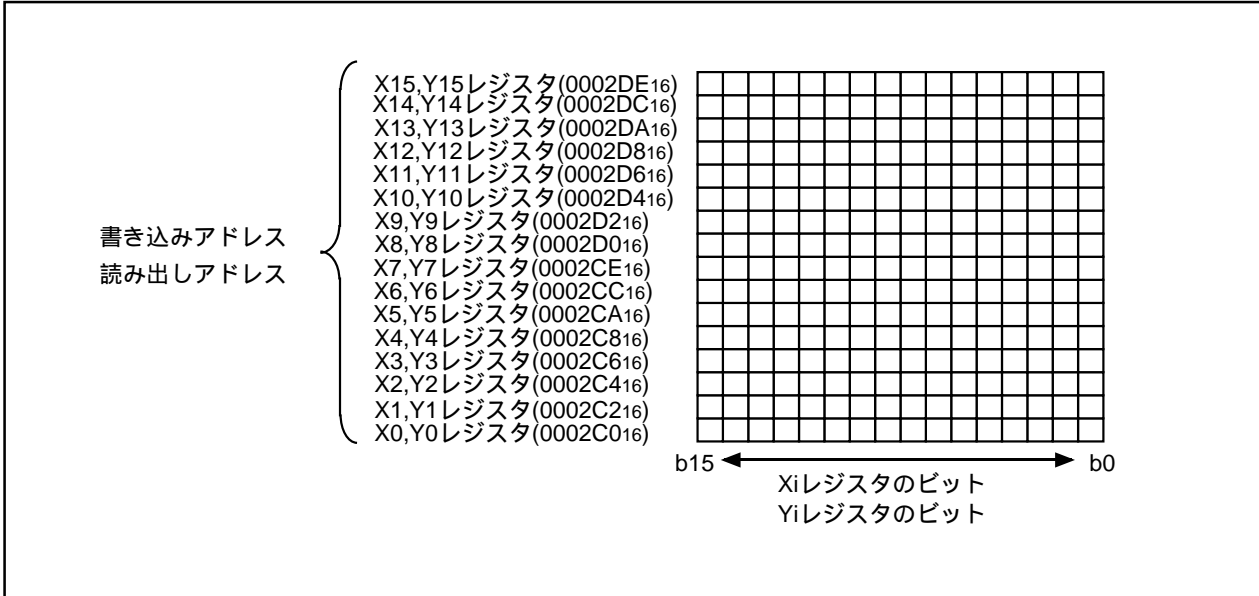 X15,Y15レジスタ(0002DE16)
X14,Y14レジスタ(0002DC16)
X13,Y13レジスタ(0002DA16)
X12,Y12レジスタ(0002D816)
X11,Y11レジスタ(0002D616)
X10,Y10レジスタ(0002D416)
X9,Y9レジスタ(0002D216)
X8,Y8レジスタ(0002D016)
X7,Y7レジスタ(0002CE16)
X6,Y6レジスタ(0002CC16)
X5,Y5レジスタ(0002CA16)
X4,Y4レジスタ(0002C816)
X3,Y3レジスタ(0002C616)
X2,Y2レジスタ(0002C416)
X1,Y1レジスタ(0002C216)
X0,Y0レジスタ(0002C016)
書き込みアドレス
読み出しアドレス
b15 b0
Xiレジスタのビット
Yiレジスタのビット